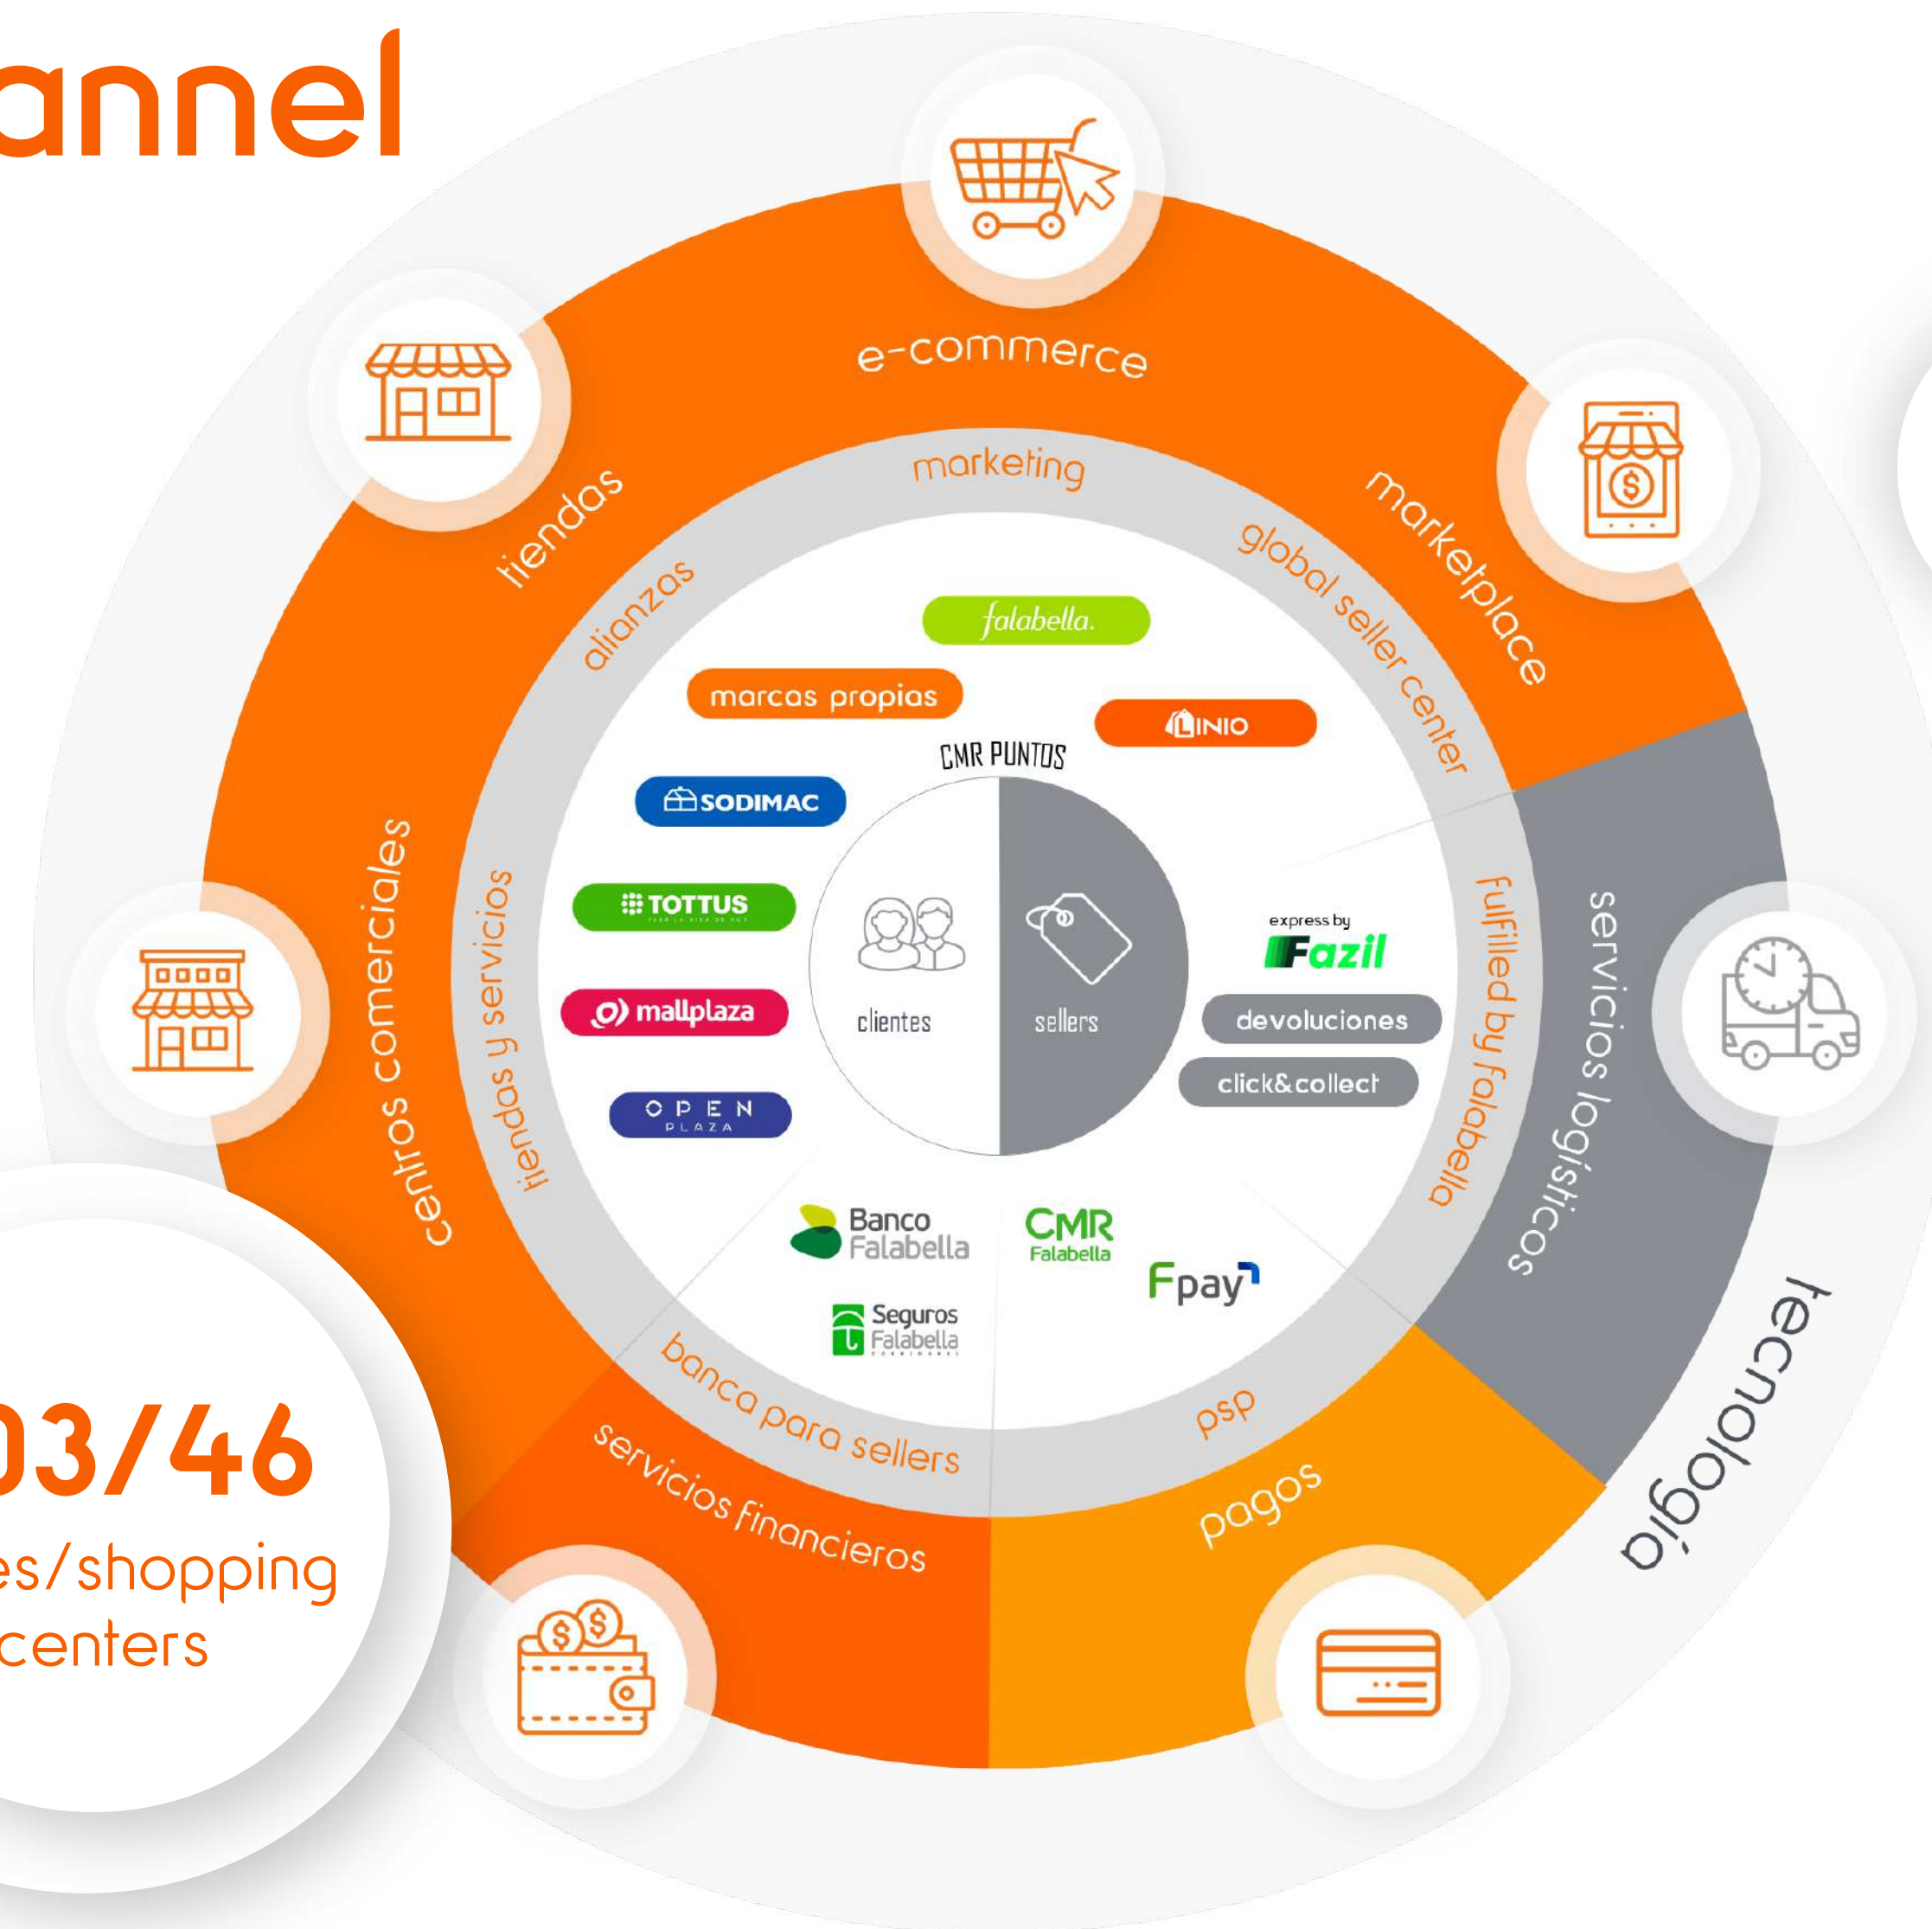 annel
e-commerce
tiendas
marketplace
marketing
alianzas
global seller center
falabella.
marcas propias
LINIO
CMR PUNTOS
SODIMAC
centros comerciales
tiendas y servicios
TOTTUS
express by
Fazil
fulfilled by falabella
servicios logísticos
mallplaza
clientes
sellers
devoluciones
click&collect
OPEN
PLAZA
Banco
Falabella
CMR
Falabella
Fpay
Seguros
Falabella
tecnología
banca para sellers
psp
servicios financieros
pagos
03/46
es/shopping
centers